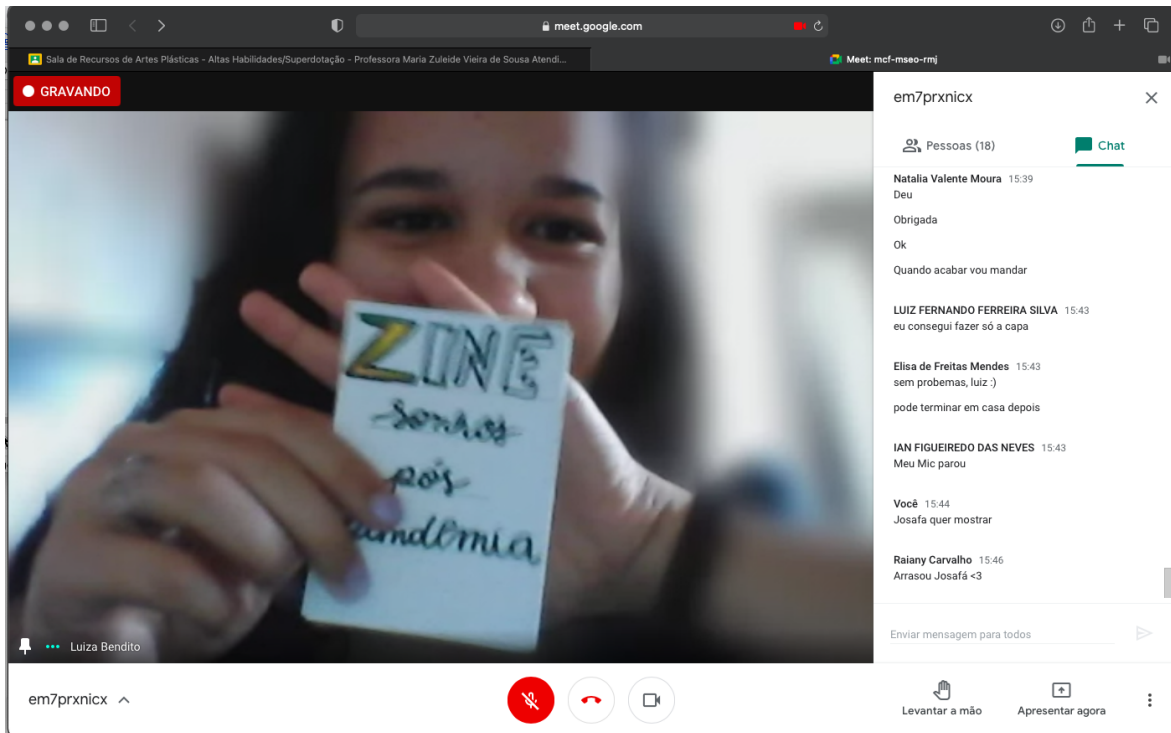 meet.google.com
Sala de Recursos de Artes Plásticas - Altas Habilidades/Superdotação - Professora Maria Zuleide Vieira de Sousa Atendi...
Meet: mcf-mseo-rmj
GRAVANDO
ZINE
sonhos
pós
pandemia
Luiza Bendito
em7prxnicx
Pessoas (18)
Chat
Natalia Valente Moura 15:39
Deu
Obrigada
Ok
Quando acabar vou mandar
LUIZ FERNANDO FERREIRA SILVA 15:43
eu consegui fazer só a capa
Elisa de Freitas Mendes 15:43
sem probemas, luiz :)
pode terminar em casa depois
IAN FIGUEIREDO DAS NEVES 15:43
Meu Mic parou
Você 15:44
Josafa quer mostrar
Raiany Carvalho 15:46
Arrasou Josafá <3
Enviar mensagem para todos
em7prxnicx
Levantar a mão
Apresentar agora